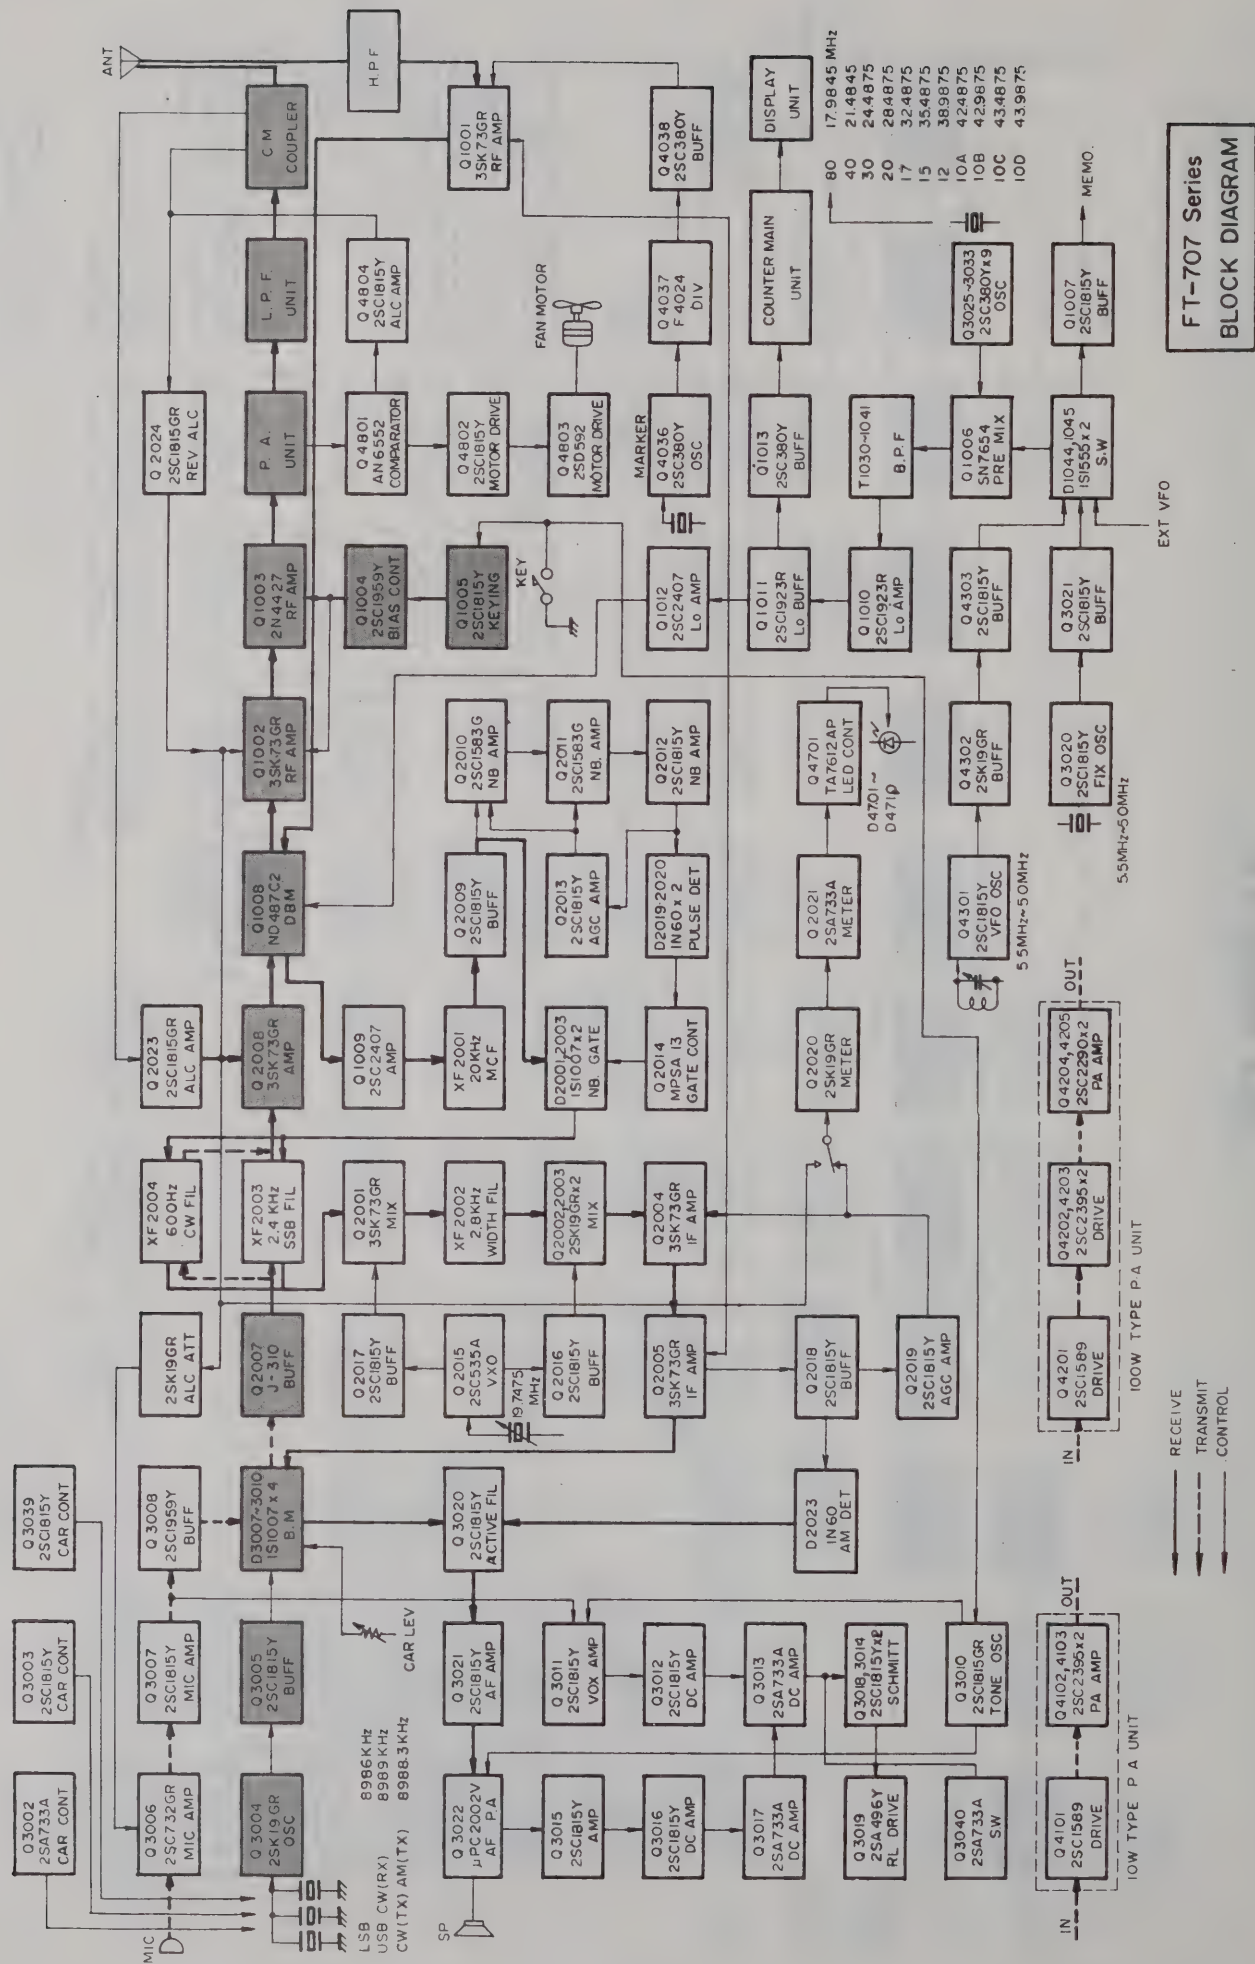 Q3002
2SA733A
CAR CONT
Q3003
2SC1815Y
CAR CONT
Q3039
2SC1815Y
CAR CONT
MIC
Q3006
2SC732GR
MIC AMP
Q3007
2SC1815Y
MIC AMP
Q3008
2SC1959Y
BUFF
2SK19GR
ALC ATT
XF2004
600Hz
CW FIL
Q2023
2SC1815GR
ALC AMP
Q2024
2SC1815GR
REV ALC
ANT
Q3004
2SK19GR
OSC
Q3005
2SC1815Y
BUFF
D3007~3010
1S1007x4
B.M
Q2007
J-310
BUFF
XF2003
2.4 KHz
SSB FIL
Q2008
3SK73GR
AMP
Q1008
ND487C2
DBM
Q1002
3SK73GR
RF AMP
Q1003
2N4427
RF AMP
P. A.
UNIT
L. P. F.
UNIT
C M
COUPLER
H.P.F
LSB 8986KHz
USB CW(RX) 8989KHz
CW(TX) AM(TX) 8988.3KHz
CAR LEV
Q2017
2SC1815Y
BUFF
Q2001
3SK73GR
MIX
Q1009
2SC2407
AMP
Q1004
2SC1959Y
BIAS CONT
Q4801
AN6552
COMPARATOR
Q4804
2SC1815Y
ALC AMP
SP
Q3022
µPC2002V
AF P.A
Q3021
2SC1815Y
AF AMP
Q3020
2SC1815Y
ACTIVE FIL
Q2015
2SC535A
VXO
19.7475
MHz
XF2002
2.8KHz
WIDTH FIL
XF2001
20KHz
MCF
Q2009
2SC1815Y
BUFF
Q2010
2SC1583G
NB AMP
Q1005
2SC1815Y
KEYING
KEY
Q4802
2SC1815Y
MOTOR DRIVE
Q1101
3SK73GR
RF AMP
Q3015
2SC1815Y
AMP
Q3011
2SC1815Y
VOX AMP
Q2016
2SC1815Y
BUFF
Q2002,2003
2SK19GRx2
MIX
D2001,2003
1S1007x2
NB. GATE
Q2013
2SC1815Y
AGC AMP
Q2011
2SC1583G
NB. AMP
Q4803
2SD592
MOTOR DRIVE
FAN MOTOR
Q3016
2SC1815Y
DC AMP
Q3012
2SC1815Y
DC AMP
Q2005
3SK73GR
IF AMP
Q2004
3SK73GR
IF AMP
Q2014
MPSA 13
GATE CONT
D2019·2020
IN60 x 2
PULSE DET
Q2012
2SC1815Y
NB AMP
Q1012
2SC2407
Lo AMP
MARKER
Q4036
2SC380Y
OSC
Q4037
F4024
DIV
Q4038
2SC380Y
BUFF
Q3017
2SA733A
DC AMP
Q3013
2SA733A
DC AMP
D2023
IN60
AM DET
Q2018
2SC1815Y
BUFF
Q2020
2SK19GR
METER
Q2021
2SA733A
METER
Q4701
TA7612AP
LED CONT
D4701~
D4710
Q1011
2SC1923R
Lo BUFF
Q1013
2SC380Y
BUFF
COUNTER MAIN
UNIT
DISPLAY
UNIT
Q3019
2SA496Y
RL DRIVE
Q3018,3014
2SC1815Yx2
SCHMITT
Q2019
2SC1815Y
AGC AMP
Q1010
2SC1923R
Lo AMP
T1030~1041
B.P.F
80 17.9845 MHz
40 21.4845
30 24.4875
20 28.4875
17 32.4875
15 35.4875
12 38.9875
10A 42.4875
10B 42.9875
10C 43.4875
10D 43.9875
Q3040
2SA733A
SW
Q3010
2SC1815GR
TONE OSC
Q4301
2SC1815Y
VFO OSC
5.5MHz~5.0MHz
Q4302
2SK19GR
BUFF
Q4303
2SC1815Y
BUFF
Q1006
SN7654
PRE MIX
Q3025~3033
2SC380Yx9
OSC
Q3020
2SC1815Y
FIX OSC
5.5MHz~5.0MHz
Q3021
2SC1815Y
BUFF
D1044,1045
1S1555x2
S.W
EXT VFO
Q1007
2SC1815Y
BUFF
MEMO.
IN
Q4101
2SC1589
DRIVE
Q4102,4103
2SC2395x2
PA AMP
OUT
10W TYPE P A UNIT
IN
Q4201
2SC1589
DRIVE
Q4202,4203
2SC2395x2
DRIVE
Q4204,4205
2SC2290x2
PA AMP
OUT
100W TYPE P.A UNIT
RECEIVE
TRANSMIT
CONTROL
FT-707 Series
BLOCK DIAGRAM